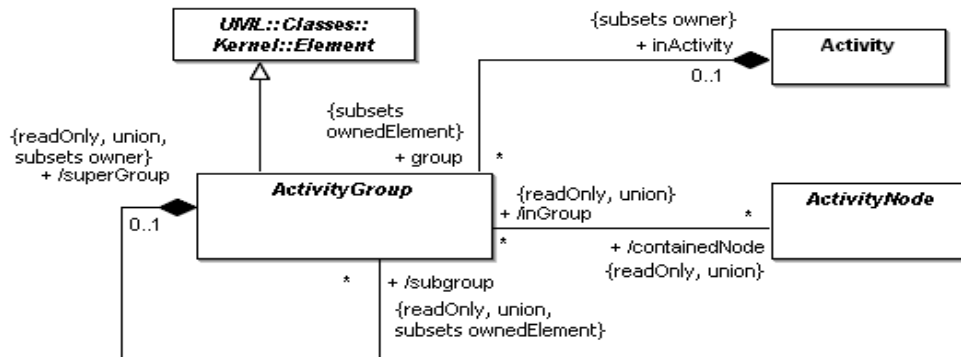 UML::Classes::
Kernel::Element
{subsets owner}
+ inActivity
0..1
Activity
{subsets
ownedElement}
+ group
*
{readOnly, union,
subsets owner}
+ /superGroup
0..1
ActivityGroup
{readOnly, union}
+ /inGroup
*
*
+ /containedNode
{readOnly, union}
ActivityNode
*
+ /subgroup
{readOnly, union,
subsets ownedElement}